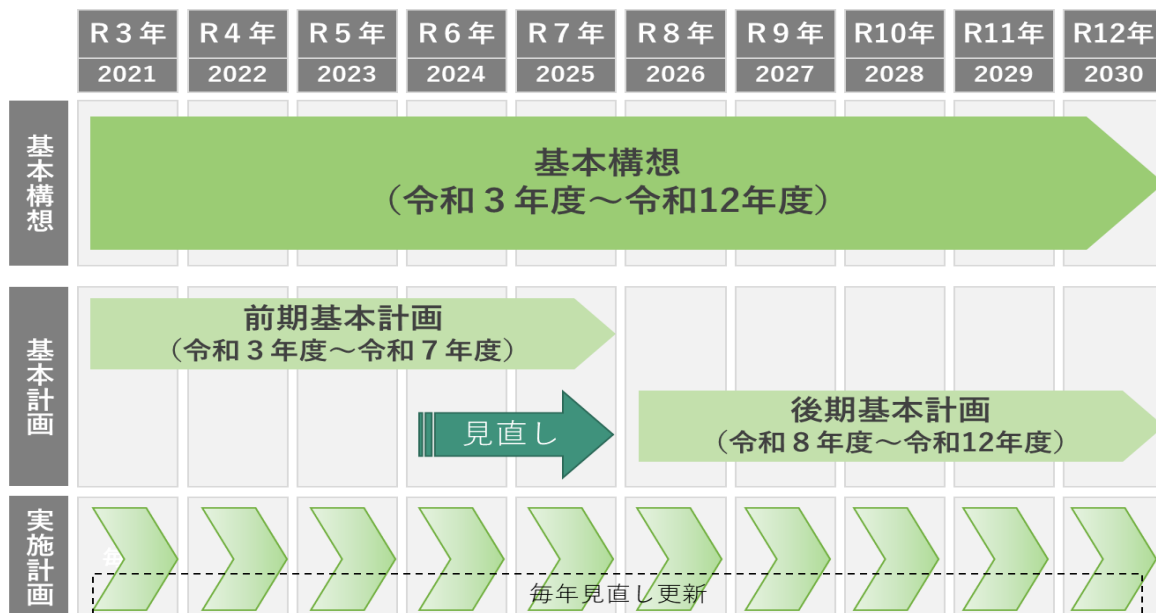 R３年 R４年 R５年 R６年 R７年 R８年 R９年 R10年 R11年 R12年
2021 2022 2023 2024 2025 2026 2027 2028 2029 2030
基本構想
基本構想
（令和３年度～令和12年度）
基本計画
前期基本計画
（令和３年度～令和７年度）
見直し
後期基本計画
（令和８年度～令和12年度）
実施計画
毎
毎年見直し更新